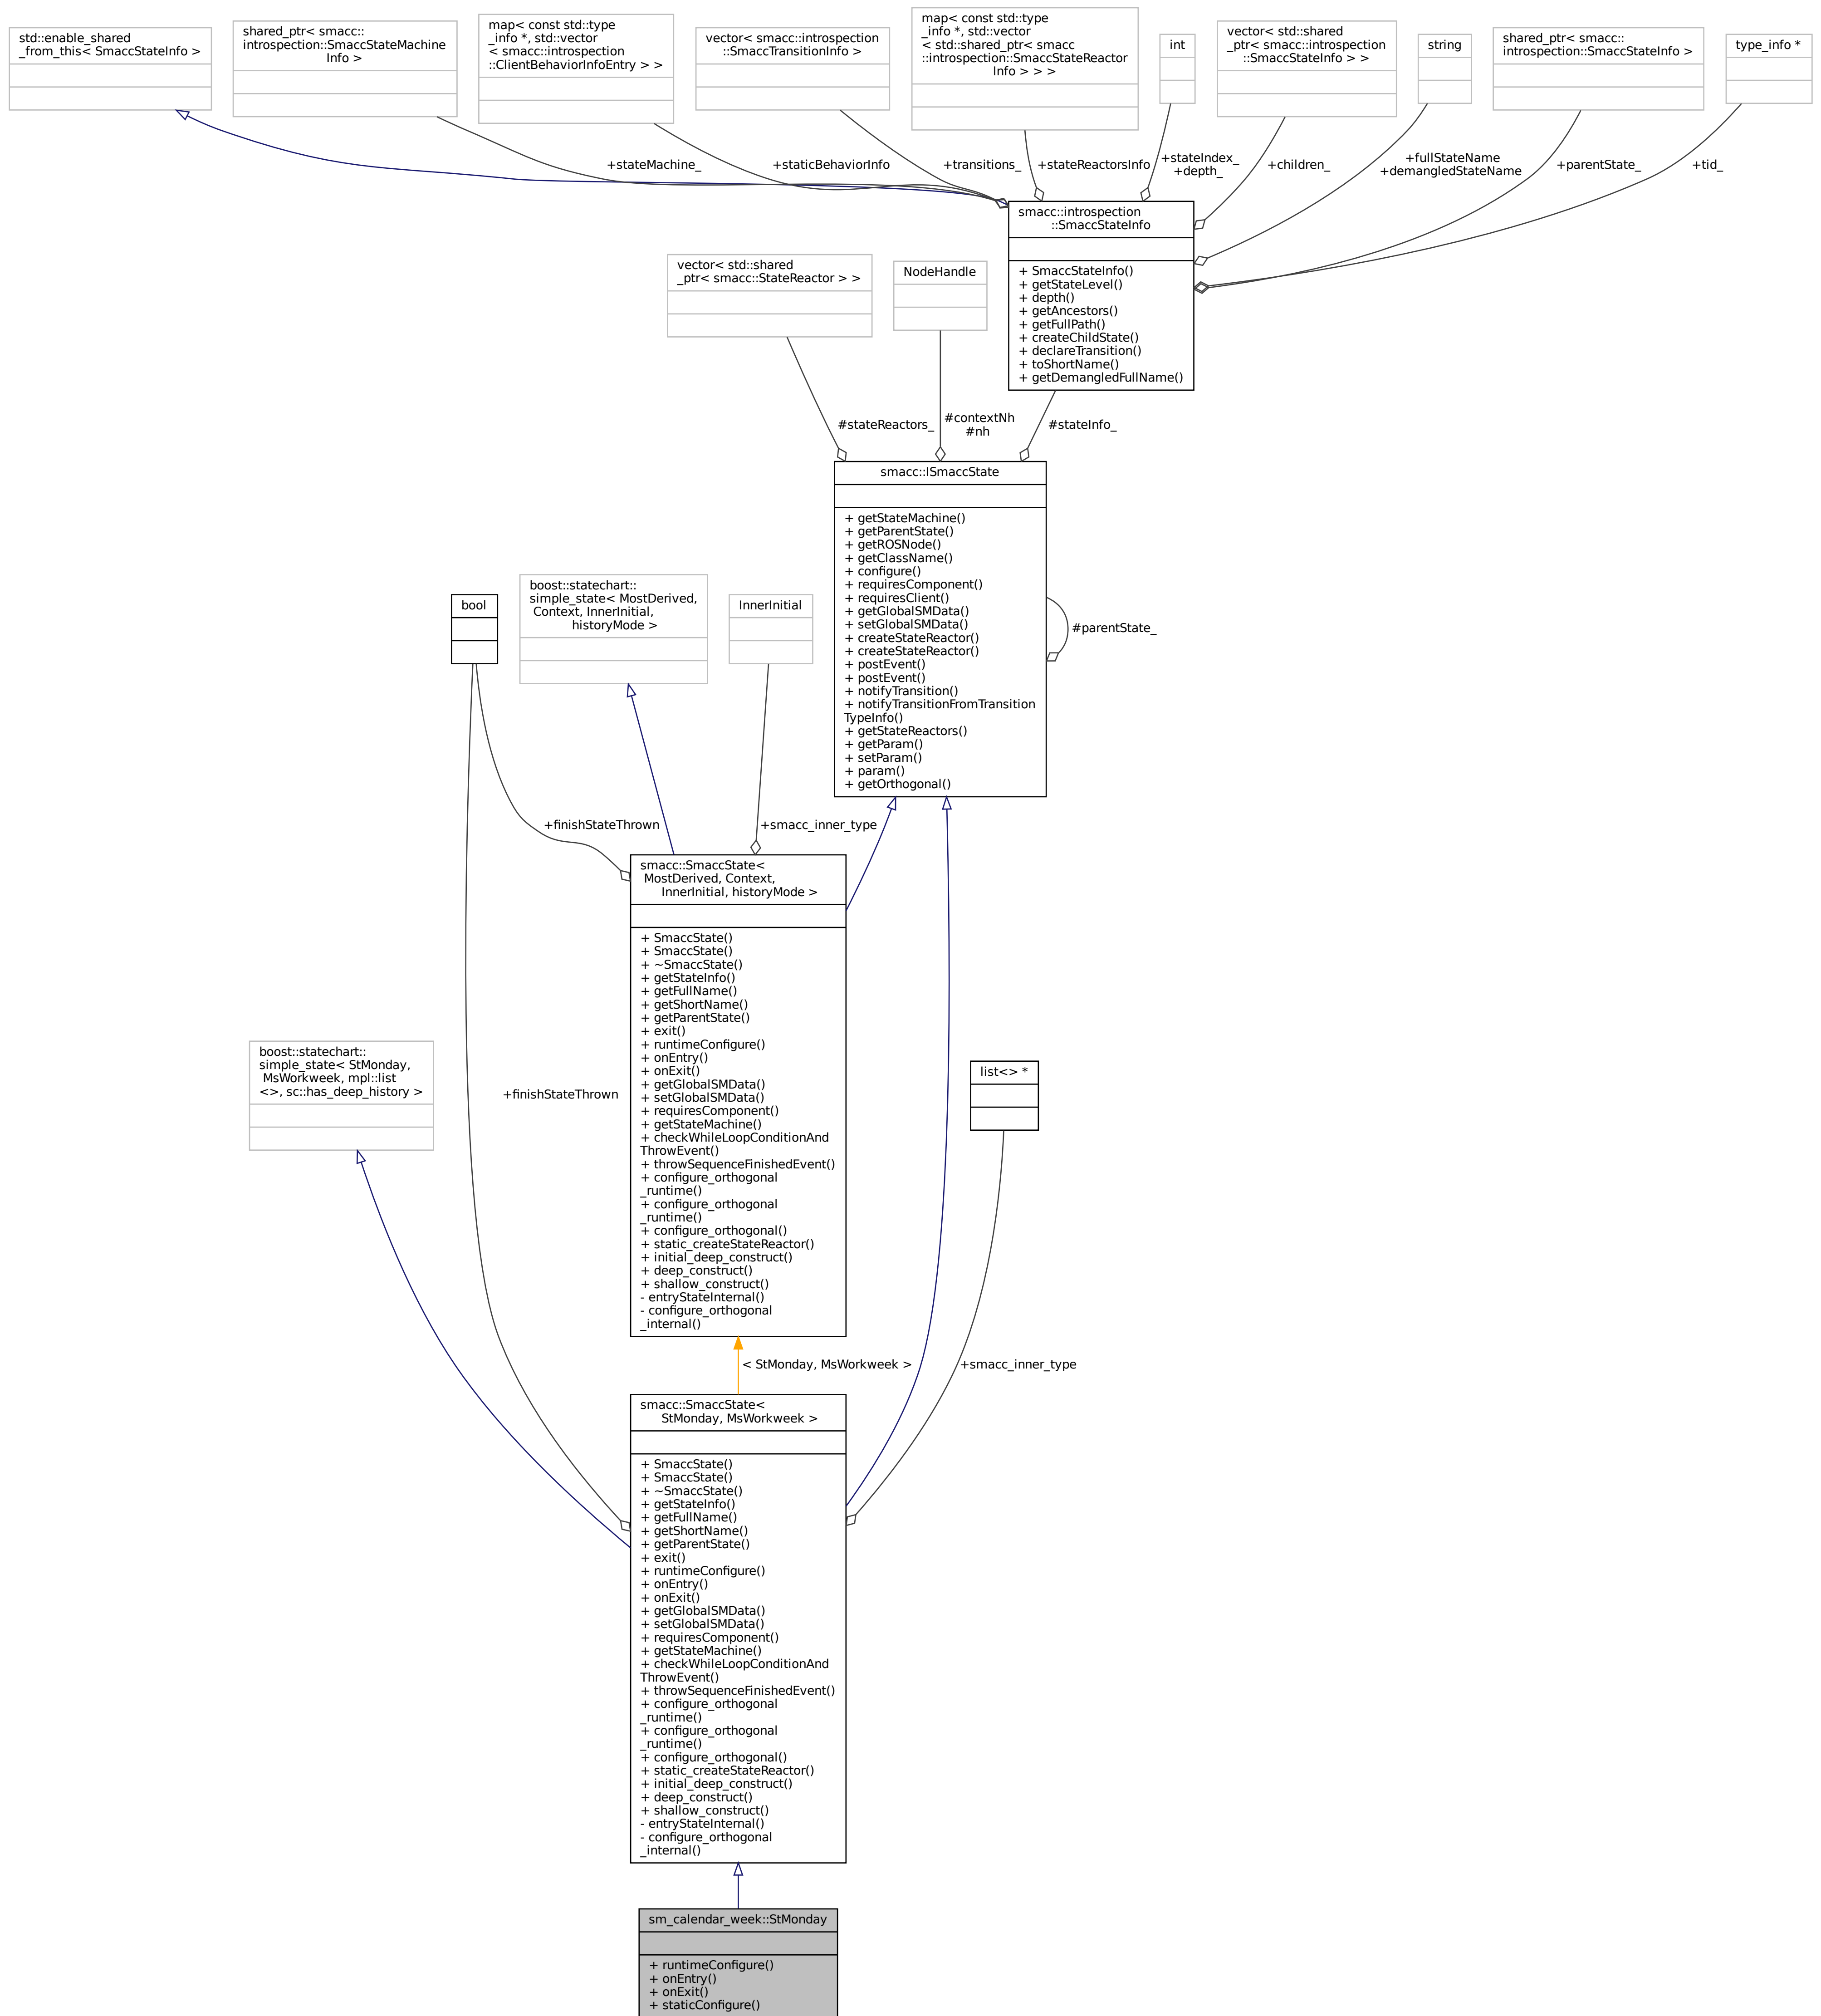 std::enable_shared
_from_this< SmaccStateInfo >
shared_ptr< smacc::
introspection::SmaccStateMachine
Info >
map< const std::type
_info *, std::vector
< smacc::introspection
::ClientBehaviorInfoEntry > >
vector< smacc::introspection
::SmaccTransitionInfo >
map< const std::type
_info *, std::vector
< std::shared_ptr< smacc
::introspection::SmaccStateReactor
Info > > >
int
vector< std::shared
_ptr< smacc::introspection
::SmaccStateInfo > >
string
shared_ptr< smacc::
introspection::SmaccStateInfo >
type_info *
+stateMachine_
+staticBehaviorInfo
+transitions_
+stateReactorsInfo
+stateIndex_
+depth_
+children_
+fullStateName
+demangledStateName
+parentState_
+tid_
smacc::introspection
::SmaccStateInfo
+ SmaccStateInfo()
+ getStateLevel()
+ depth()
+ getAncestors()
+ getFullPath()
+ createChildState()
+ declareTransition()
+ toShortName()
+ getDemangledFullName()
vector< std::shared
_ptr< smacc::StateReactor > >
NodeHandle
#stateReactors_
#contextNh
#nh
#stateInfo_
smacc::ISmaccState
+ getStateMachine()
+ getParentState()
+ getROSNode()
+ getClassName()
+ configure()
+ requiresComponent()
+ requiresClient()
+ getGlobalSMData()
+ setGlobalSMData()
+ createStateReactor()
+ createStateReactor()
+ postEvent()
+ postEvent()
+ notifyTransition()
+ notifyTransitionFromTransition
TypeInfo()
+ getStateReactors()
+ getParam()
+ setParam()
+ param()
+ getOrthogonal()
#parentState_
bool
boost::statechart::
simple_state< MostDerived,
Context, InnerInitial,
historyMode >
InnerInitial
+finishStateThrown
+smacc_inner_type
smacc::SmaccState<
MostDerived, Context,
InnerInitial, historyMode >
+ SmaccState()
+ SmaccState()
+ ~SmaccState()
+ getStateInfo()
+ getFullName()
+ getShortName()
+ getParentState()
+ exit()
+ runtimeConfigure()
+ onEntry()
+ onExit()
+ getGlobalSMData()
+ setGlobalSMData()
+ requiresComponent()
+ getStateMachine()
+ checkWhileLoopConditionAnd
ThrowEvent()
+ throwSequenceFinishedEvent()
+ configure_orthogonal
_runtime()
+ configure_orthogonal
_runtime()
+ configure_orthogonal()
+ static_createStateReactor()
+ initial_deep_construct()
+ deep_construct()
+ shallow_construct()
- entryStateInternal()
- configure_orthogonal
_internal()
boost::statechart::
simple_state< StMonday,
MsWorkweek, mpl::list
<>, sc::has_deep_history >
+finishStateThrown
list<> *
< StMonday, MsWorkweek >
+smacc_inner_type
smacc::SmaccState<
StMonday, MsWorkweek >
+ SmaccState()
+ SmaccState()
+ ~SmaccState()
+ getStateInfo()
+ getFullName()
+ getShortName()
+ getParentState()
+ exit()
+ runtimeConfigure()
+ onEntry()
+ onExit()
+ getGlobalSMData()
+ setGlobalSMData()
+ requiresComponent()
+ getStateMachine()
+ checkWhileLoopConditionAnd
ThrowEvent()
+ throwSequenceFinishedEvent()
+ configure_orthogonal
_runtime()
+ configure_orthogonal
_runtime()
+ configure_orthogonal()
+ static_createStateReactor()
+ initial_deep_construct()
+ deep_construct()
+ shallow_construct()
- entryStateInternal()
- configure_orthogonal
_internal()
sm_calendar_week::StMonday
+ runtimeConfigure()
+ onEntry()
+ onExit()
+ staticConfigure()